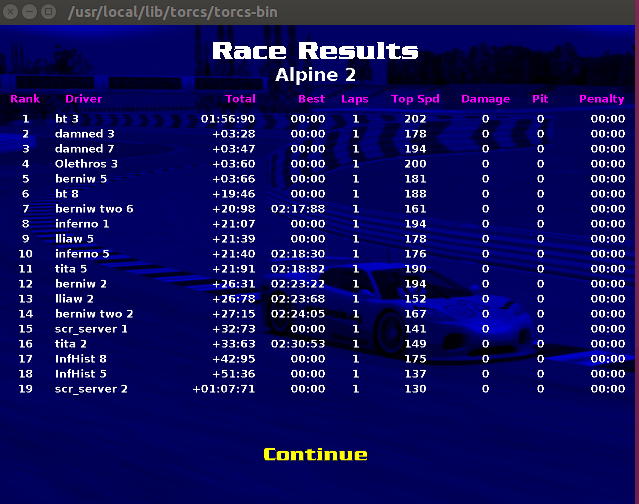 /usr/local/lib/torcs/torcs-bin
Race Results
Alpine 2
Rank Driver Total Best Laps Top Spd Damage Pit Penalty
1 bt 3 01:56:90 00:00 1 202 0 0 00:00
2 damned 3 +03:28 00:00 1 178 0 0 00:00
3 damned 7 +03:47 00:00 1 194 0 0 00:00
4 Olethros 3 +03:60 00:00 1 200 0 0 00:00
5 berniw 5 +03:66 00:00 1 181 0 0 00:00
6 bt 8 +19:46 00:00 1 188 0 0 00:00
7 berniw two 6 +20:98 02:17:88 1 161 0 0 00:00
8 inferno 1 +21:07 00:00 1 194 0 0 00:00
9 lliaw 5 +21:39 00:00 1 178 0 0 00:00
10 inferno 5 +21:40 02:18:30 1 176 0 0 00:00
11 tita 5 +21:91 02:18:82 1 190 0 0 00:00
12 berniw 2 +26:31 02:23:22 1 194 0 0 00:00
13 lliaw 2 +26:78 02:23:68 1 152 0 0 00:00
14 berniw two 2 +27:15 02:24:05 1 167 0 0 00:00
15 scr_server 1 +32:73 00:00 1 141 0 0 00:00
16 tita 2 +33:63 02:30:53 1 149 0 0 00:00
17 InfHist 8 +42:95 00:00 1 175 0 0 00:00
18 InfHist 5 +51:36 00:00 1 137 0 0 00:00
19 scr_server 2 +01:07:71 00:00 1 130 0 0 00:00
Continue